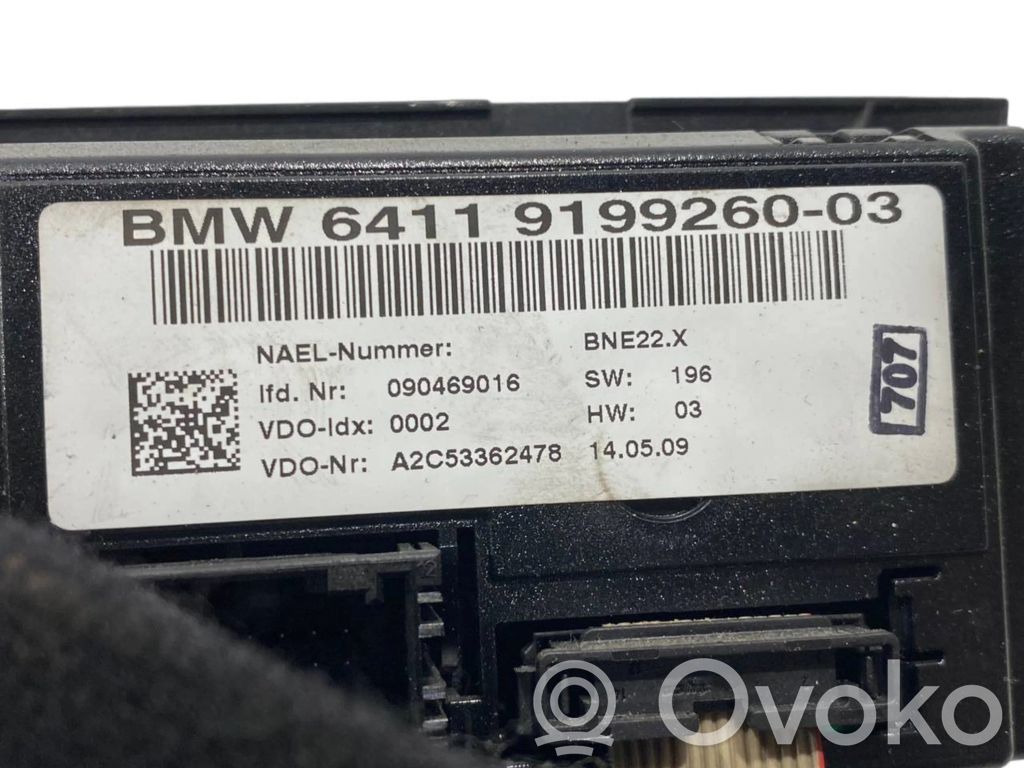 BMW 6411 9199260-03
NAEL-Nummer: BNE22.X
lfd. Nr: 090469016 SW: 196
VDO-Idx: 0002 HW: 03
VDO-Nr: A2C53362478 14.05.09
707
Ovoko